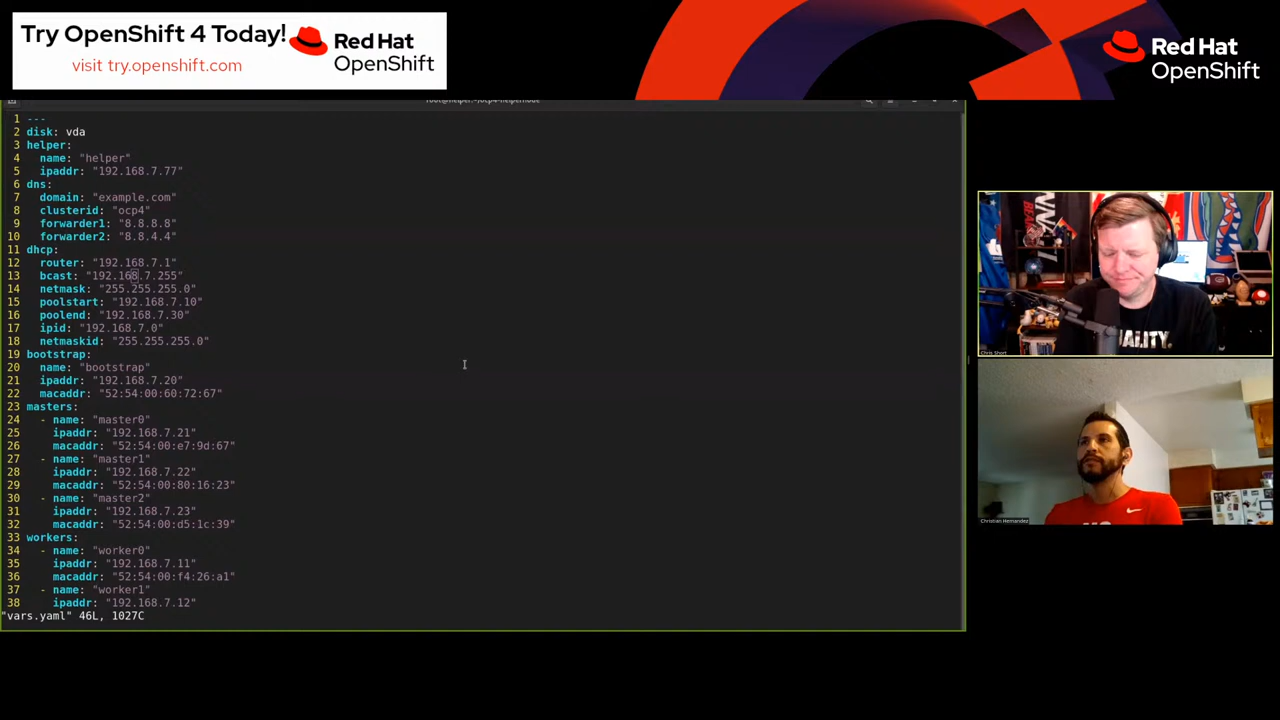 Try OpenShift 4 Today!
visit try.openshift.com
Red Hat
OpenShift
Red Hat
OpenShift
root@helper:~/ocp4-helpernode
1 ---
2 disk: vda
3 helper:
4   name: "helper"
5   ipaddr: "192.168.7.77"
6 dns:
7   domain: "example.com"
8   clusterid: "ocp4"
9   forwarder1: "8.8.8.8"
10   forwarder2: "8.8.4.4"
11 dhcp:
12   router: "192.168.7.1"
13   bcast: "192.168.7.255"
14   netmask: "255.255.255.0"
15   poolstart: "192.168.7.10"
16   poolend: "192.168.7.30"
17   ipid: "192.168.7.0"
18   netmaskid: "255.255.255.0"
19 bootstrap:
20   name: "bootstrap"
21   ipaddr: "192.168.7.20"
22   macaddr: "52:54:00:60:72:67"
23 masters:
24   - name: "master0"
25     ipaddr: "192.168.7.21"
26     macaddr: "52:54:00:e7:9d:67"
27   - name: "master1"
28     ipaddr: "192.168.7.22"
29     macaddr: "52:54:00:80:16:23"
30   - name: "master2"
31     ipaddr: "192.168.7.23"
32     macaddr: "52:54:00:d5:1c:39"
33 workers:
34   - name: "worker0"
35     ipaddr: "192.168.7.11"
36     macaddr: "52:54:00:f4:26:a1"
37   - name: "worker1"
38     ipaddr: "192.168.7.12"
"vars.yaml" 46L, 1027C
Chris Short
Christian Hernandez